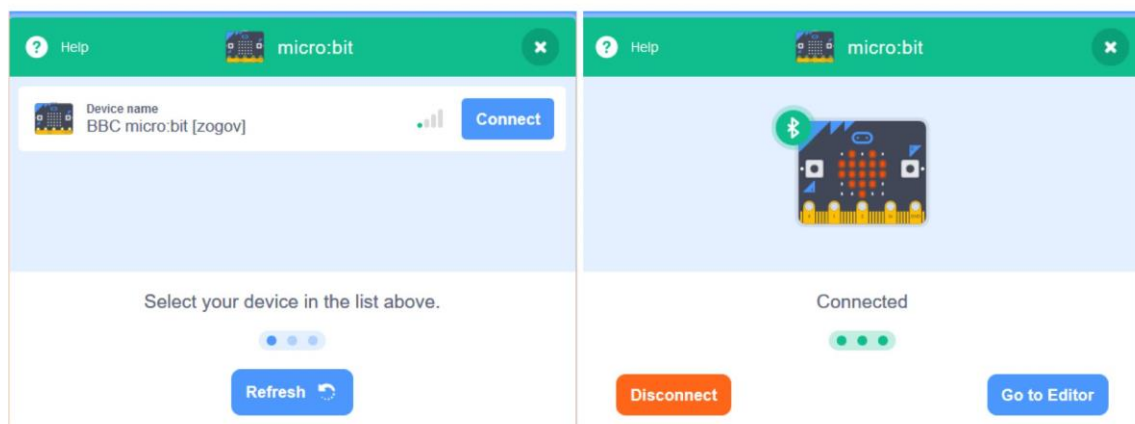 Help
micro:bit
Device name
BBC micro:bit [zogov]
Connect
Select your device in the list above.
Refresh
Help
micro:bit
Connected
Disconnect
Go to Editor